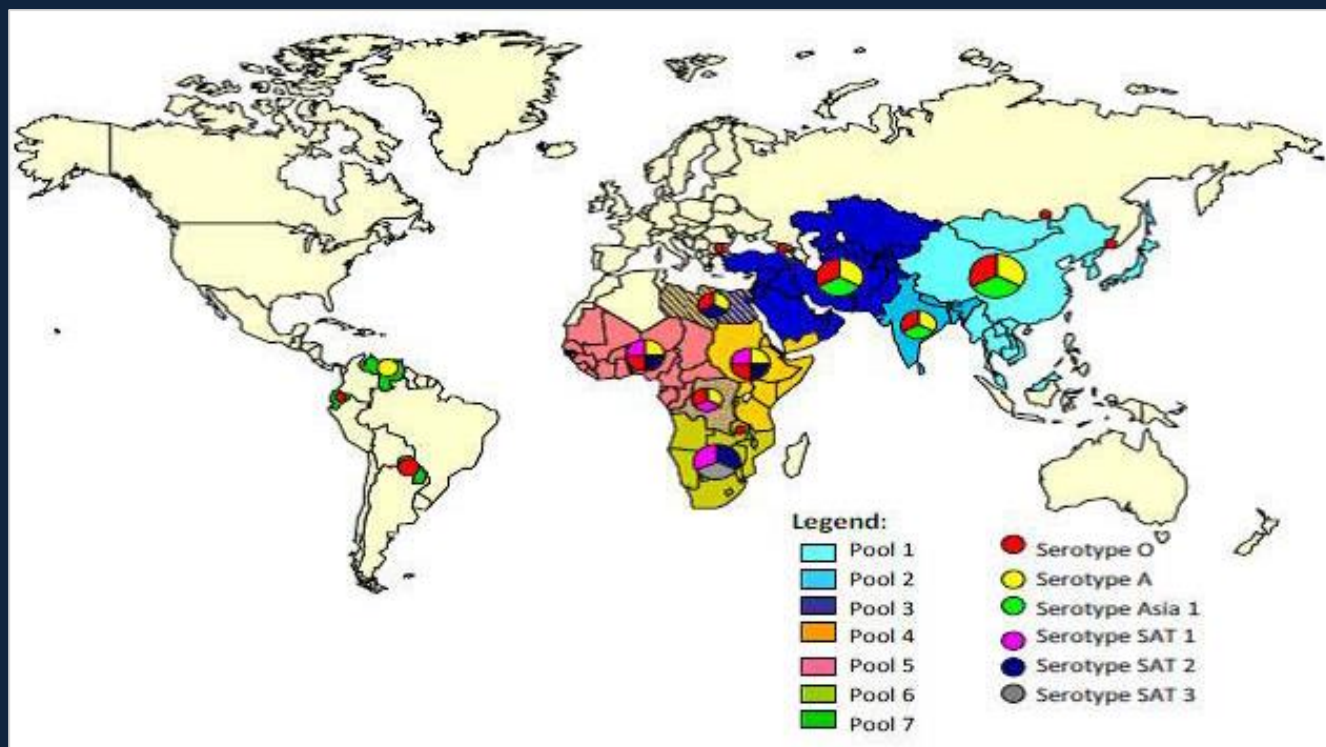 Legend:
Pool 1
Pool 2
Pool 3
Pool 4
Pool 5
Pool 6
Pool 7
Serotype O
Serotype A
Serotype Asia 1
Serotype SAT 1
Serotype SAT 2
Serotype SAT 3